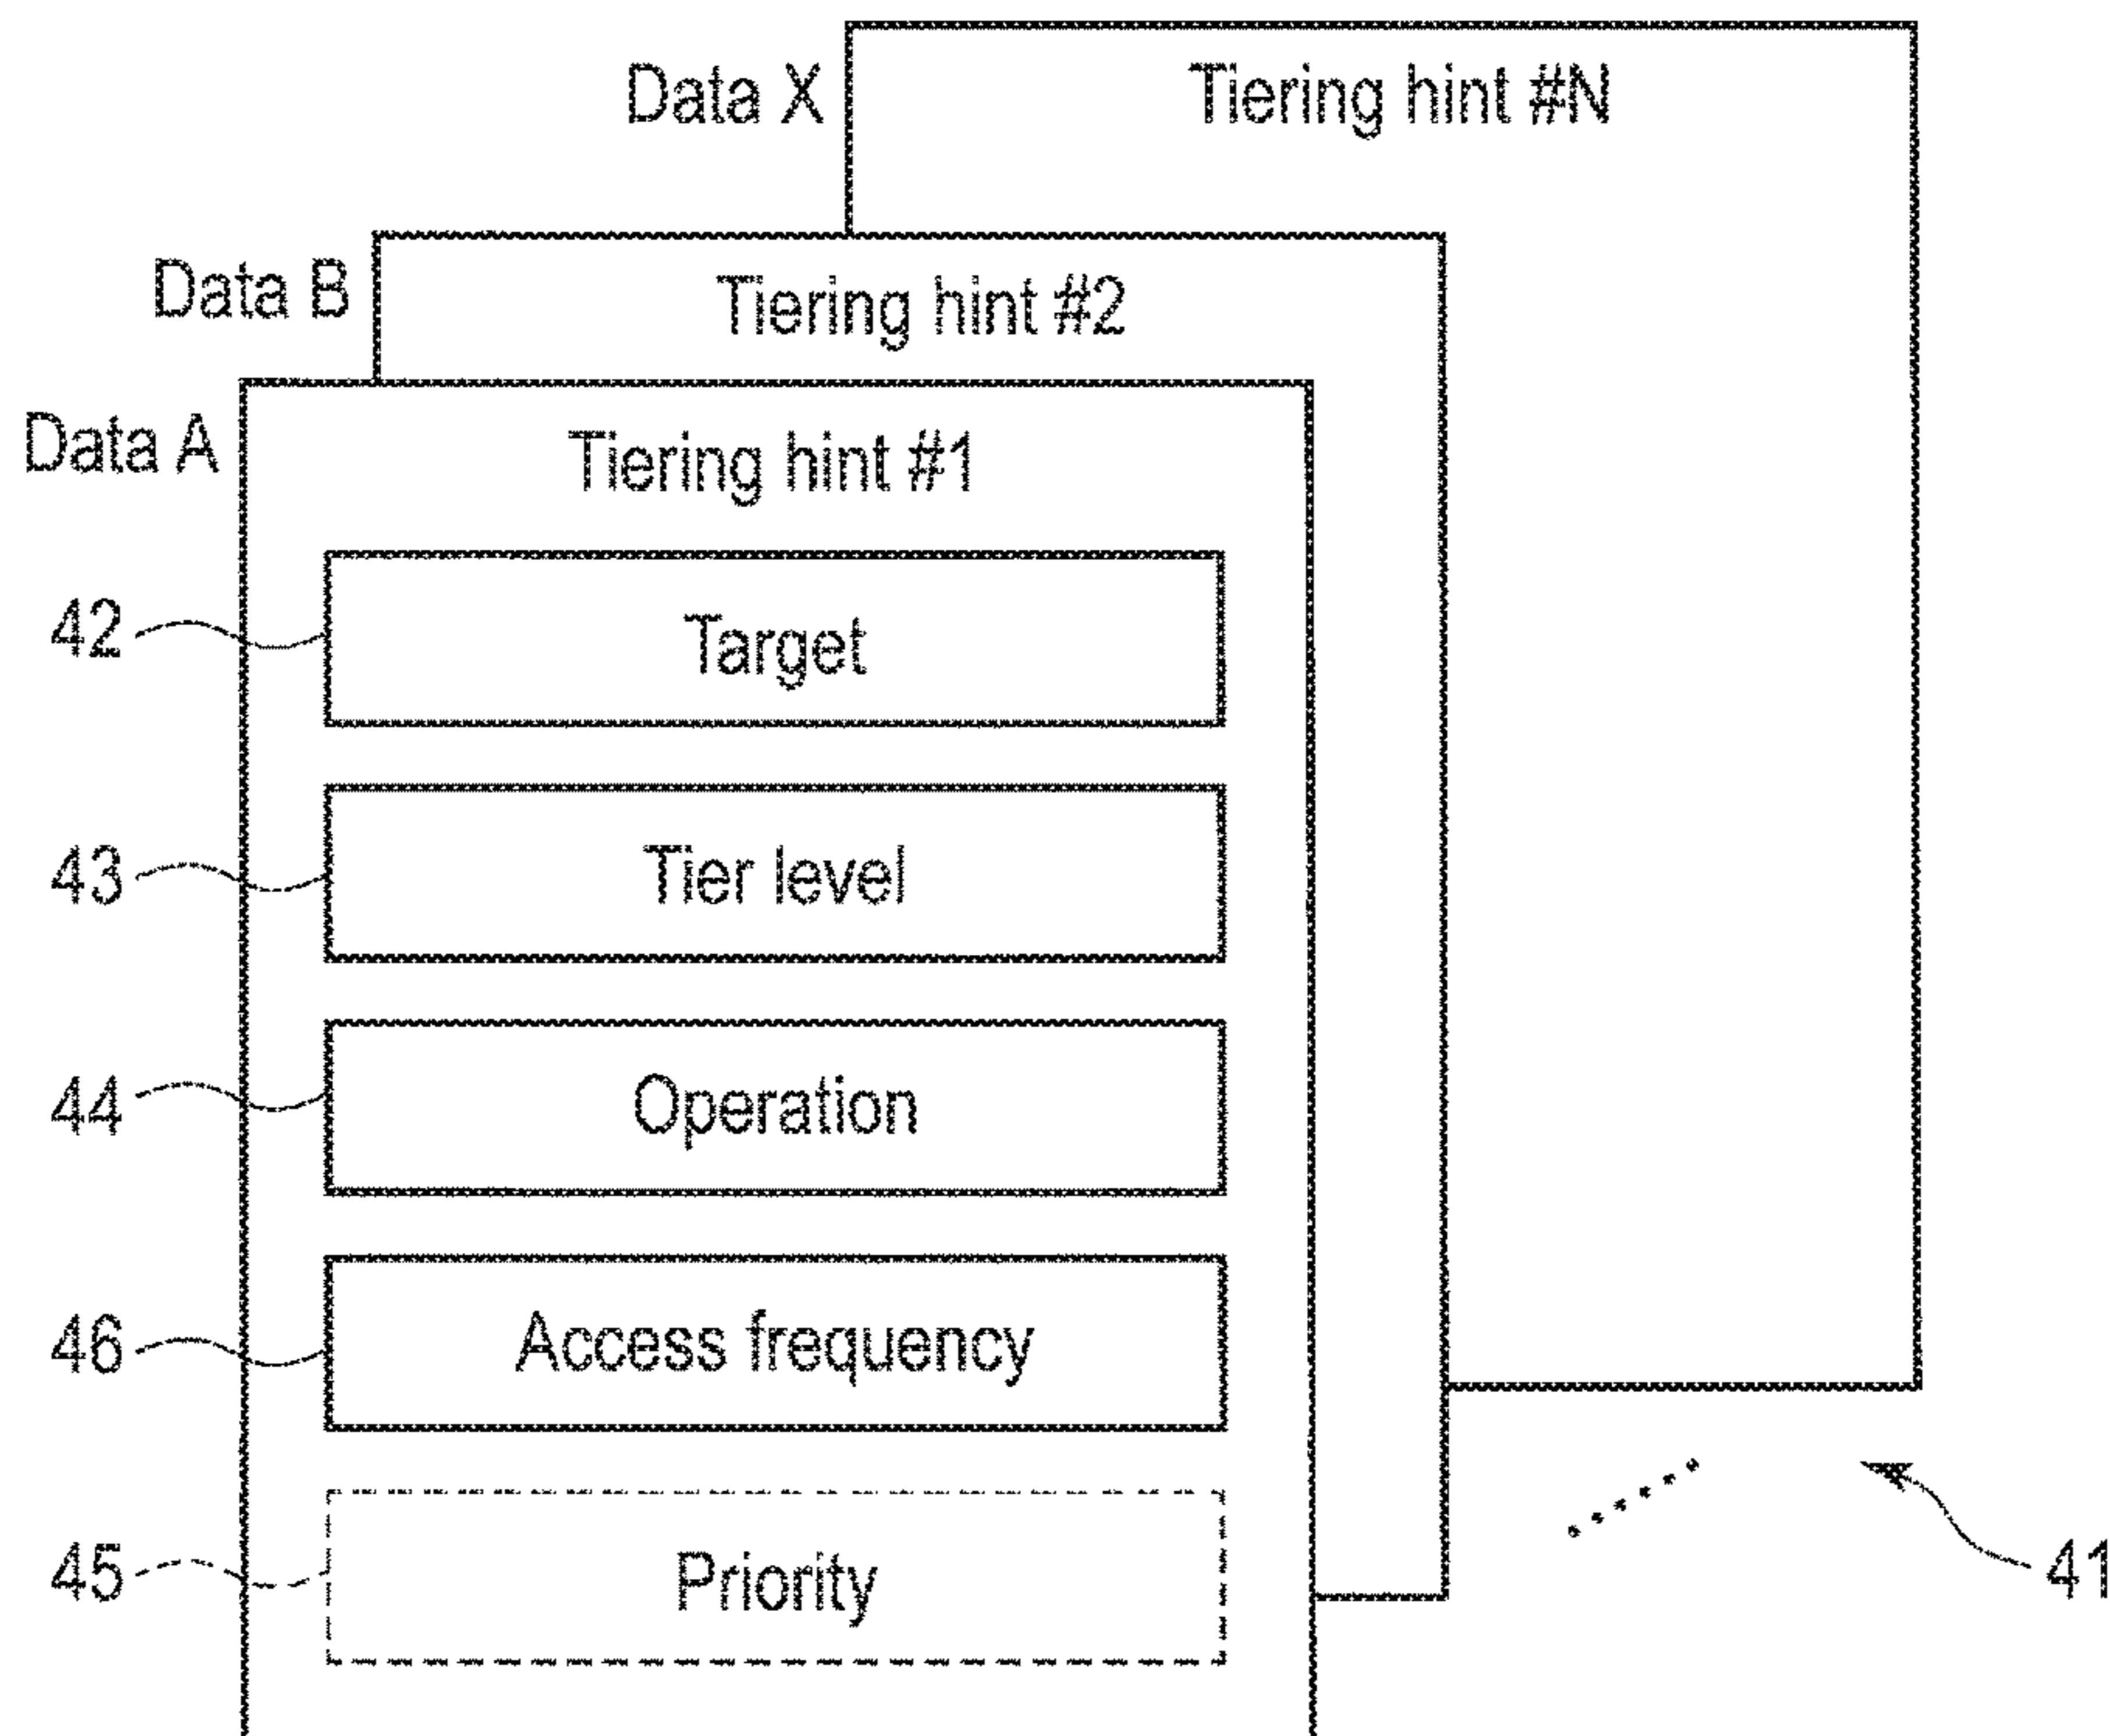 Data X Tiering hint #N
Data B Tiering hint #2
Data A Tiering hint #1
42 Target
43 Tier level
44 Operation
46 Access frequency
45 Priority
41